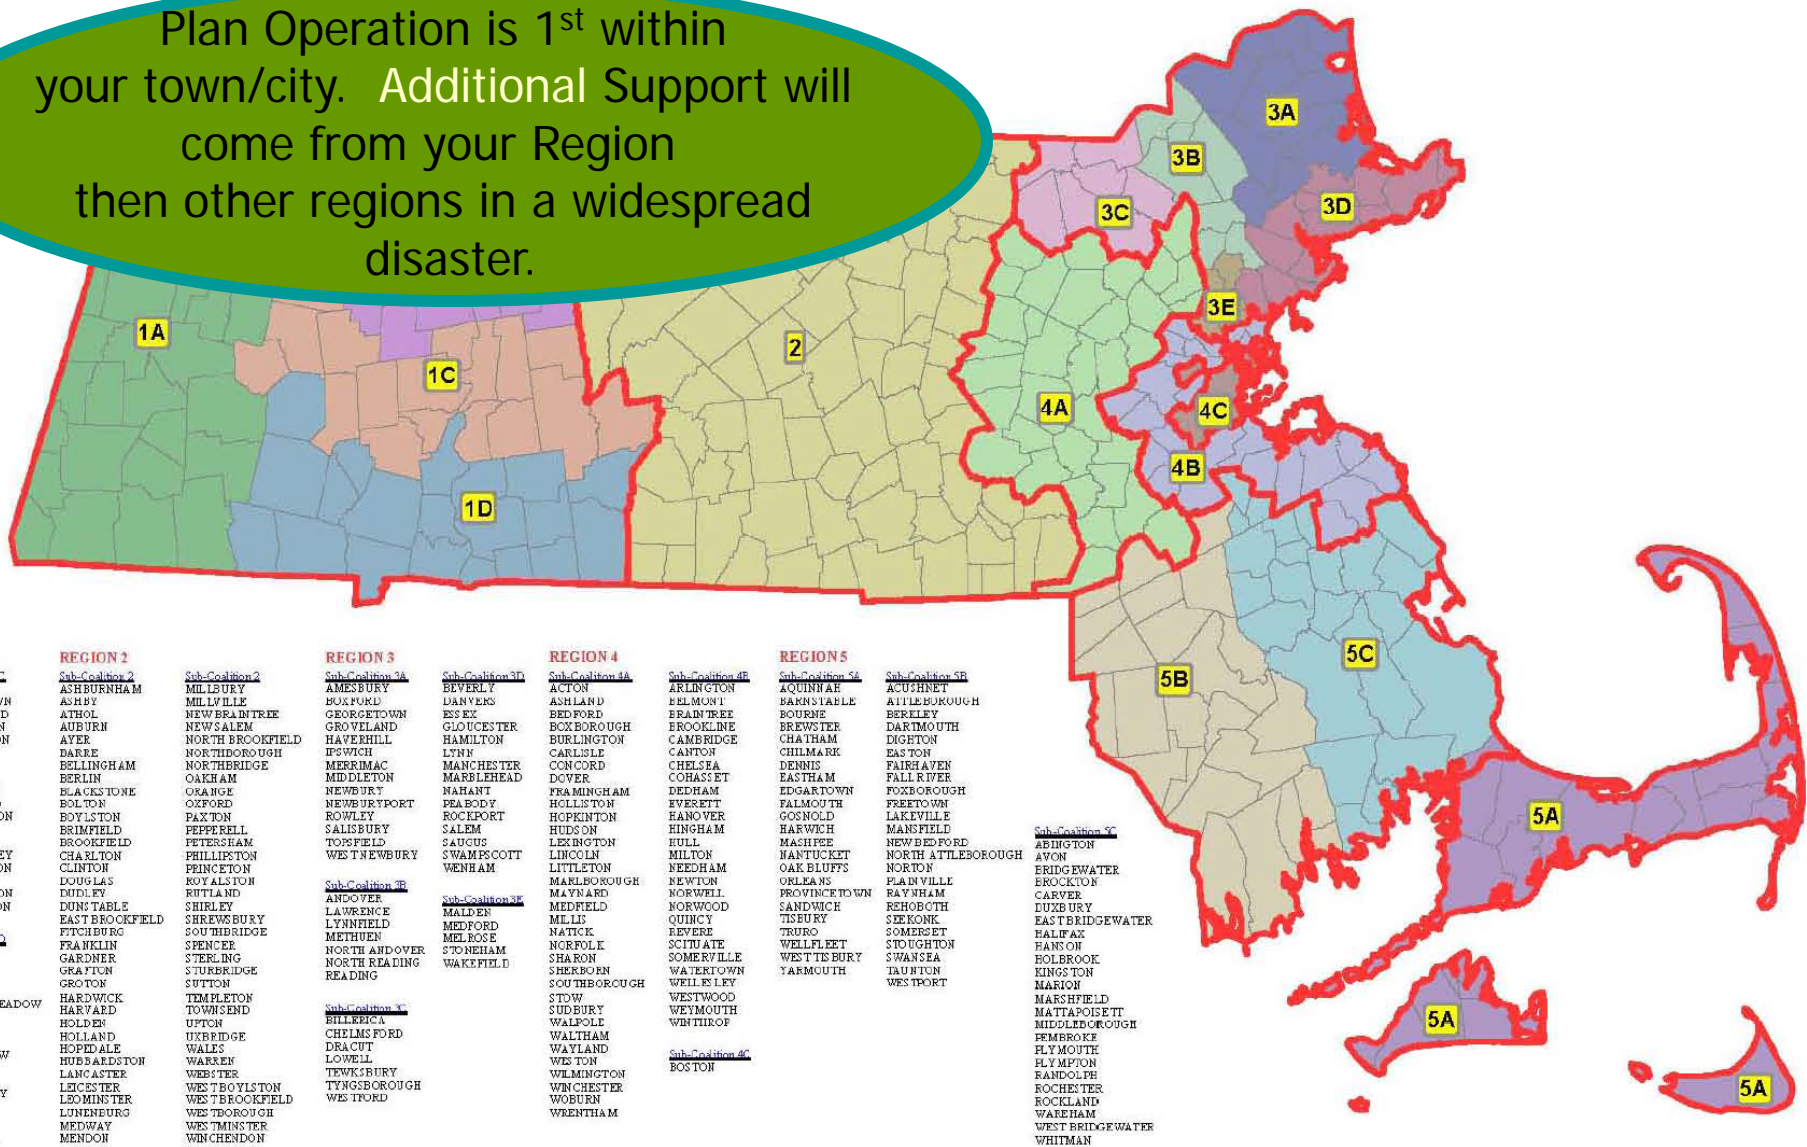 Plan Operation is 1st within
your town/city. Additional Support will
come from your Region
then other regions in a widespread
disaster.
3A
3B
3C
3D
3E
1A
1C
1D
2
4A
4C
4B
5B
5C
5A
5A
5A
EADOW
REGION 2
Sub-Coalition 2
ASHBURNHAM
ASHBY
ATHOL
AUBURN
AYER
BARRE
BELLINGHAM
BERLIN
BLACKSTONE
BOLTON
BOYLSTON
BRIMFIELD
BROOKFIELD
CHARLTON
CLINTON
DOUGLAS
DUDLEY
DUNSTABLE
EAST BROOKFIELD
FITCHBURG
FRANKLIN
GARDNER
GRAFTON
GROTON
HARDWICK
HARVARD
HOLDEN
HOLLAND
HOPEDALE
HUBBARDSTON
LANCASTER
LEICESTER
LEOMINSTER
LUNENBURG
MEDWAY
MENDON
Sub-Coalition 2
MILLBURY
MILLVILLE
NEW BRAINTREE
NEW SALEM
NORTH BROOKFIELD
NORTHBOROUGH
NORTHBRIDGE
OAKHAM
ORANGE
OXFORD
PAXTON
PEPPERELL
PETERSHAM
PHILLIPSTON
PRINCETON
ROYALSTON
RUTLAND
SHIRLEY
SHREWSBURY
SOUTHBRIDGE
SPENCER
STERLING
STURBRIDGE
SUTTON
TEMPLETON
TOWNSEND
UPTON
UXBRIDGE
WALES
WARREN
WEBSTER
WEST BOYLSTON
WEST BROOKFIELD
WESTBOROUGH
WESTMINSTER
WINCHENDON
REGION 3
Sub-Coalition 3A
AMESBURY
BOXFORD
GEORGETOWN
GROVELAND
HAVERHILL
IPSWICH
MERRIMAC
MIDDLETON
NEWBURY
NEWBURYPORT
ROWLEY
SALISBURY
TOPSFIELD
WEST NEWBURY
Sub-Coalition 3B
ANDOVER
LAWRENCE
LYNNFIELD
METHUEN
NORTH ANDOVER
NORTH READING
READING
Sub-Coalition 3C
BILLERICA
CHELMSFORD
DRACUT
LOWELL
TEWKSBURY
TYNGSBOROUGH
WESTFORD
Sub-Coalition 3D
BEVERLY
DANVERS
ESSEX
GLOUCESTER
HAMILTON
LYNN
MANCHESTER
MARBLEHEAD
NAHANT
PEABODY
ROCKPORT
SALEM
SAUGUS
SWAMPSCOTT
WENHAM
Sub-Coalition 3E
MALDEN
MEDFORD
MELROSE
STONEHAM
WAKEFIELD
REGION 4
Sub-Coalition 4A
ACTON
ASHLAND
BEDFORD
BOXBOROUGH
BURLINGTON
CARLISLE
CONCORD
DOVER
FRAMINGHAM
HOLLISTON
HOPKINTON
HUDSON
LEXINGTON
LINCOLN
LITTLETON
MARLBOROUGH
MAYNARD
MEDFIELD
MILLIS
NATICK
NORFOLK
SHARON
SHERBORN
SOUTHBOROUGH
STOW
SUDBURY
WALPOLE
WALTHAM
WAYLAND
WESTON
WILMINGTON
WINCHESTER
WOBURN
WRENTHAM
Sub-Coalition 4B
ARLINGTON
BELMONT
BRAINTREE
BROOKLINE
CAMBRIDGE
CANTON
CHELSEA
COHASSET
DEDHAM
EVERETT
HANOVER
HINGHAM
HULL
MILTON
NEEDHAM
NEWTON
NORWELL
NORWOOD
QUINCY
REVERE
SCITUATE
SOMERVILLE
WATERTOWN
WELLESLEY
WESTWOOD
WEYMOUTH
WINTHROP
Sub-Coalition 4C
BOSTON
REGION 5
Sub-Coalition 5A
AQUINNAH
BARNSTABLE
BOURNE
BREWSTER
CHATHAM
CHILMARK
DENNIS
EASTHAM
EDGARTOWN
FALMOUTH
GOSNOLD
HARWICH
MASHPEE
NANTUCKET
OAK BLUFFS
ORLEANS
PROVINCETOWN
SANDWICH
TISBURY
TRURO
WELLFLEET
WEST TISBURY
YARMOUTH
Sub-Coalition 5B
ACUSHNET
ATTLEBOROUGH
BERKELEY
DARTMOUTH
DIGHTON
EASTON
FAIRHAVEN
FALL RIVER
FOXBOROUGH
FREETOWN
LAKEVILLE
MANSFIELD
NEW BEDFORD
NORTH ATTLEBOROUGH
NORTON
PLAINVILLE
RAYNHAM
REHOBOTH
SEEKONK
SOMERSET
STOUGHTON
SWANSEA
TAUNTON
WESTPORT
Sub-Coalition 5C
ABINGTON
AVON
BRIDGEWATER
BROCKTON
CARVER
DUXBURY
EAST BRIDGEWATER
HALIFAX
HANSON
HOLBROOK
KINGSTON
MARION
MARSHFIELD
MATTAPOISETT
MIDDLEBOROUGH
PEMBROKE
PLYMOUTH
PLYMPTON
RANDOLPH
ROCHESTER
ROCKLAND
WAREHAM
WEST BRIDGEWATER
WHITMAN